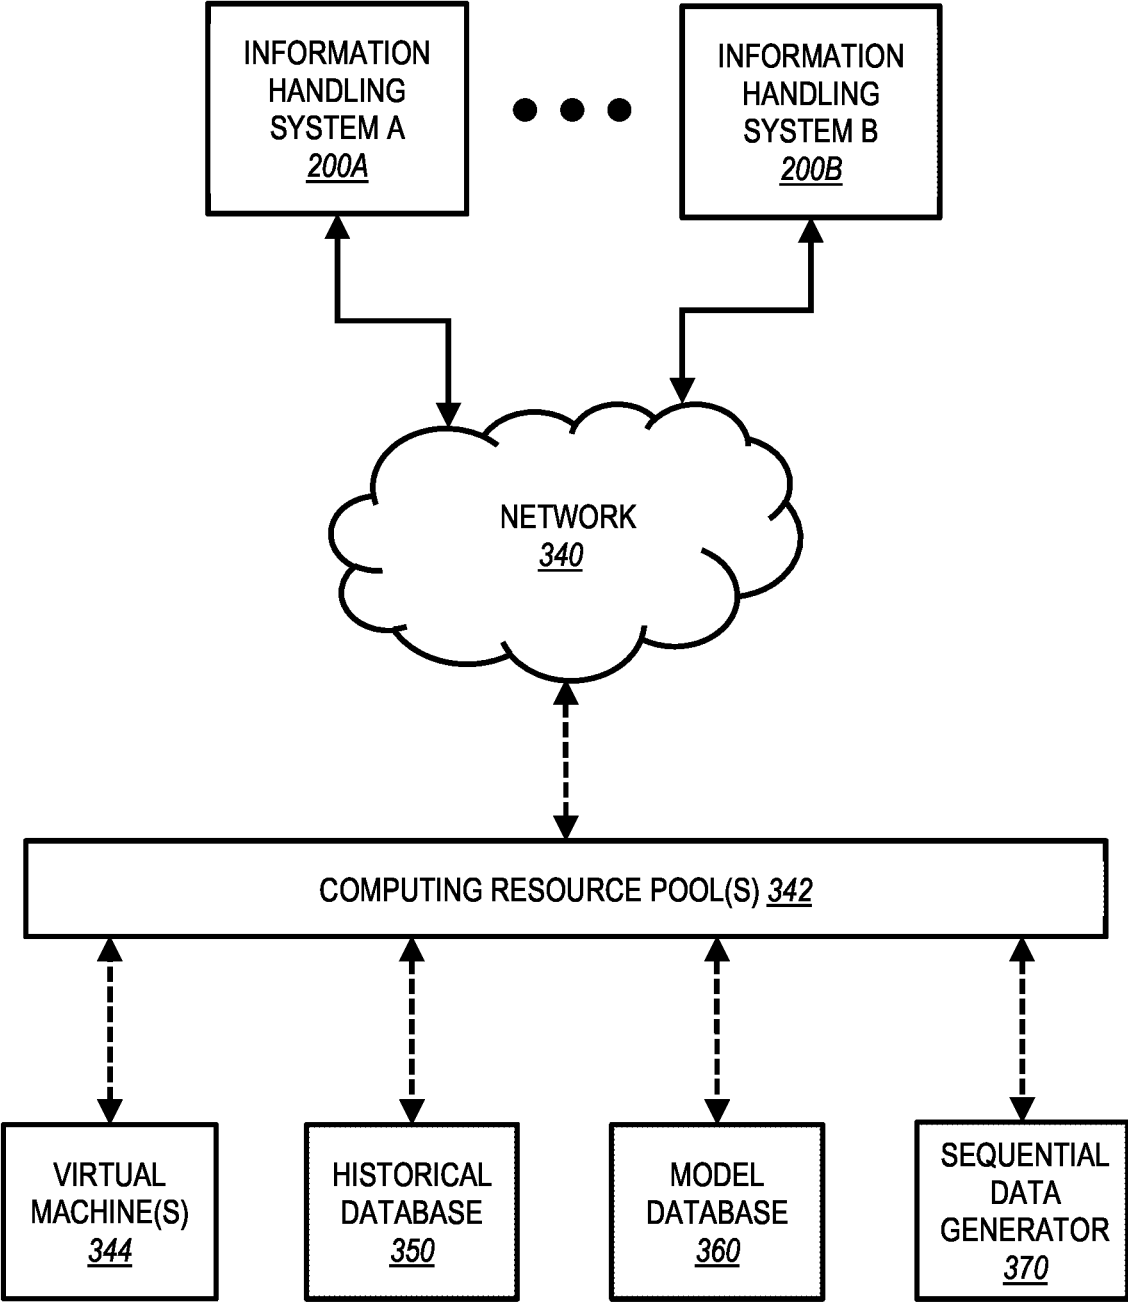 INFORMATION
HANDLING
SYSTEM A
200A
INFORMATION
HANDLING
SYSTEM B
200B
NETWORK
340
COMPUTING RESOURCE POOL(S) 342
VIRTUAL
MACHINE(S)
344
HISTORICAL
DATABASE
350
MODEL
DATABASE
360
SEQUENTIAL
DATA
GENERATOR
370